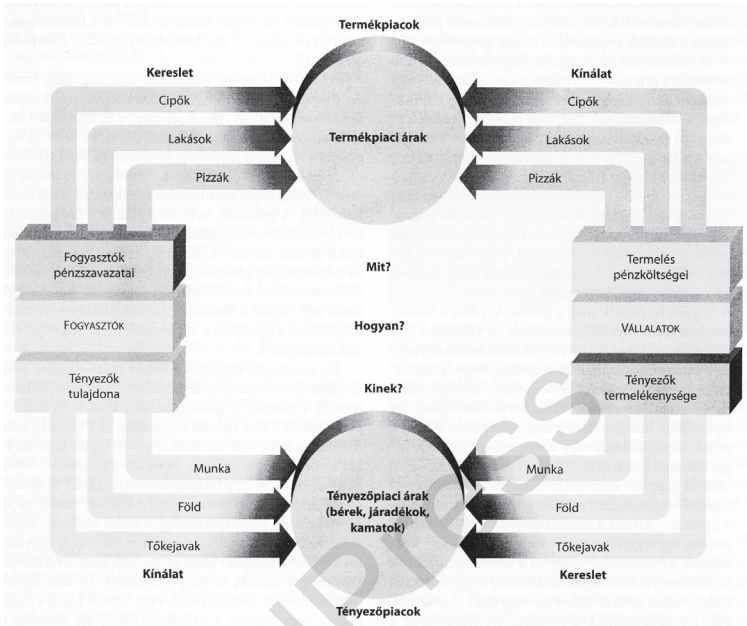 Termékpiacok
Kereslet
Kínálat
Cipők
Cipők
Lakások
Termékpiaci árak
Lakások
Pizzák
Pizzák
Fogyasztók
pénzszavazatai
Mit?
Termelés
pénzköltségei
FOGYASZTÓK
Hogyan?
VÁLLALATOK
Tényezők
tulajdona
Kinek?
Tényezők
termelékenysége
Munka
Munka
Tényezőpiaci árak
(bérek, járadékok,
kamatok)
Föld
Föld
Tőkejavak
Tőkejavak
Kínálat
Kereslet
Tényezőpiacok